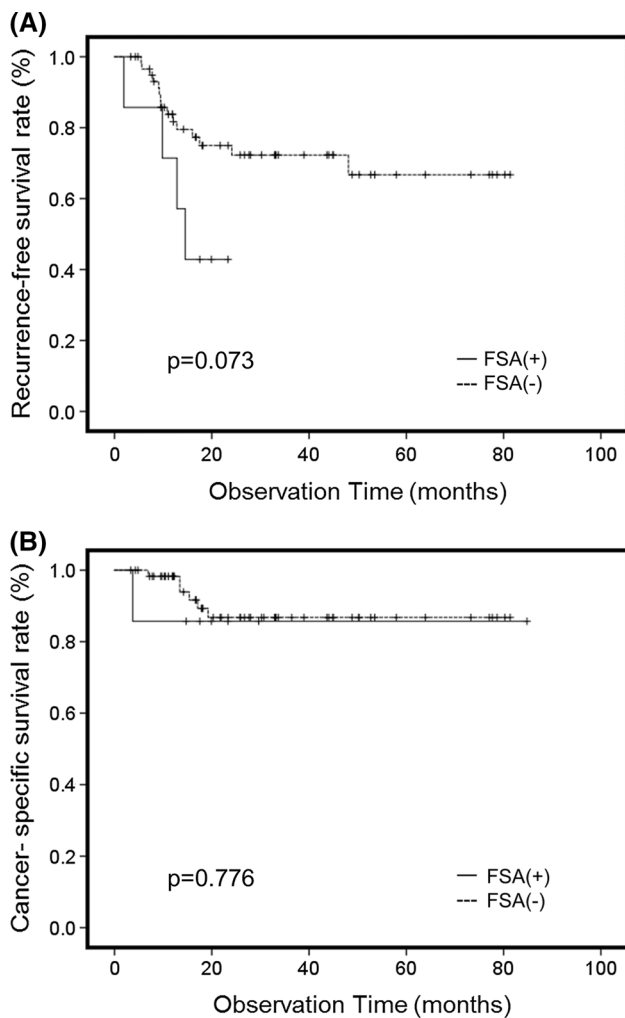 (A)
Recurrence-free survival rate (%)
1.0
0.8
0.6
0.4
0.2
0.0
p=0.073
FSA(+)
FSA(-)
0 20 40 60 80 100
Observation Time (months)
(B)
Cancer- specific survival rate (%)
1.0
0.8
0.6
0.4
0.2
0.0
p=0.776
FSA(+)
FSA(-)
0 20 40 60 80 100
Observation Time (months)